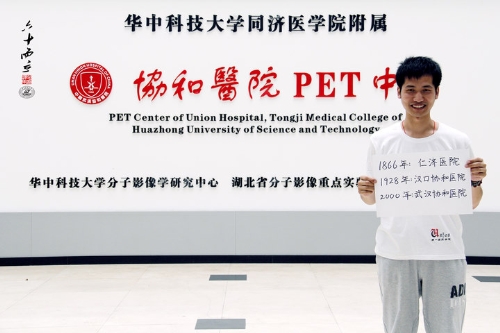 华中科技大学同济医学院附属
協和醫院 PET 中
PET Center of Union Hospital, Tongji Medical College of
Huazhong University of Science and Technology
华中科技大学分子影像学研究中心 湖北省分子影像重点实
1866年：仁济医院
1928年：汉口协和医院
2000年：武汉协和医院
Union